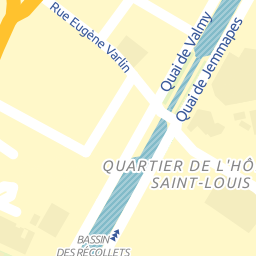 Rue Eugène Varlin
Quai de Valmy
Quai de Jemmapes
QUARTIER DE L'HÔ
SAINT-LOUIS
BASSIN
DES RÉCOLLETS